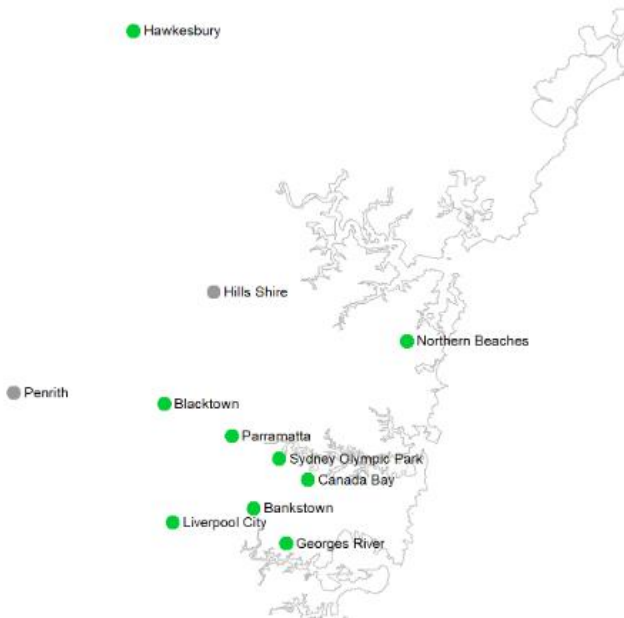 Hawkesbury
Hills Shire
Northern Beaches
Penrith
Blacktown
Parramatta
Sydney Olympic Park
Canada Bay
Bankstown
Liverpool City
Georges River